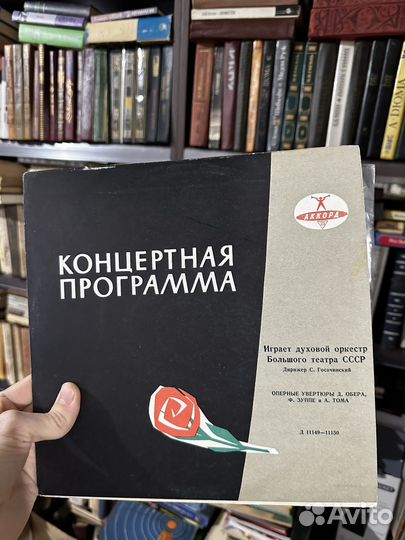 АККОРД
КОНЦЕРТНАЯ
ПРОГРАММА
Играет духовой оркестр
Большого театра СССР
Дирижер С. Госачинский
ОПЕРНЫЕ УВЕРТЮРЫ Д. ОБЕРА,
Ф. ЗУППЕ и А. ТОМА
Д 11149—11150
А·ДЮМА
Avito